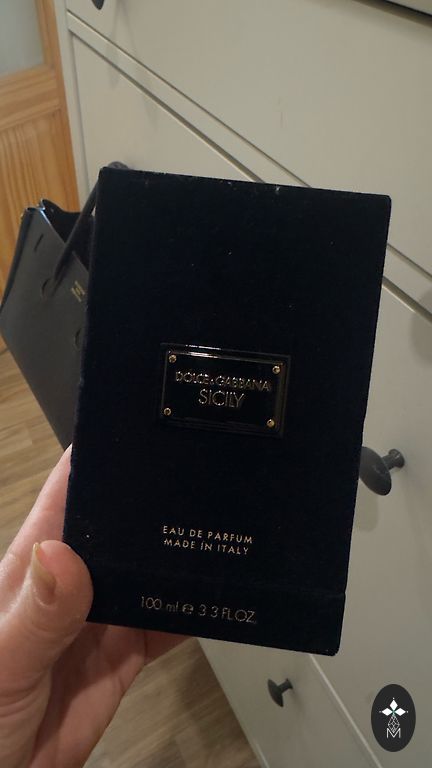 DOLCE & GABBANA
SICILY
EAU DE PARFUM
MADE IN ITALY
100 ml ℮ 3.3 FL.OZ.
M